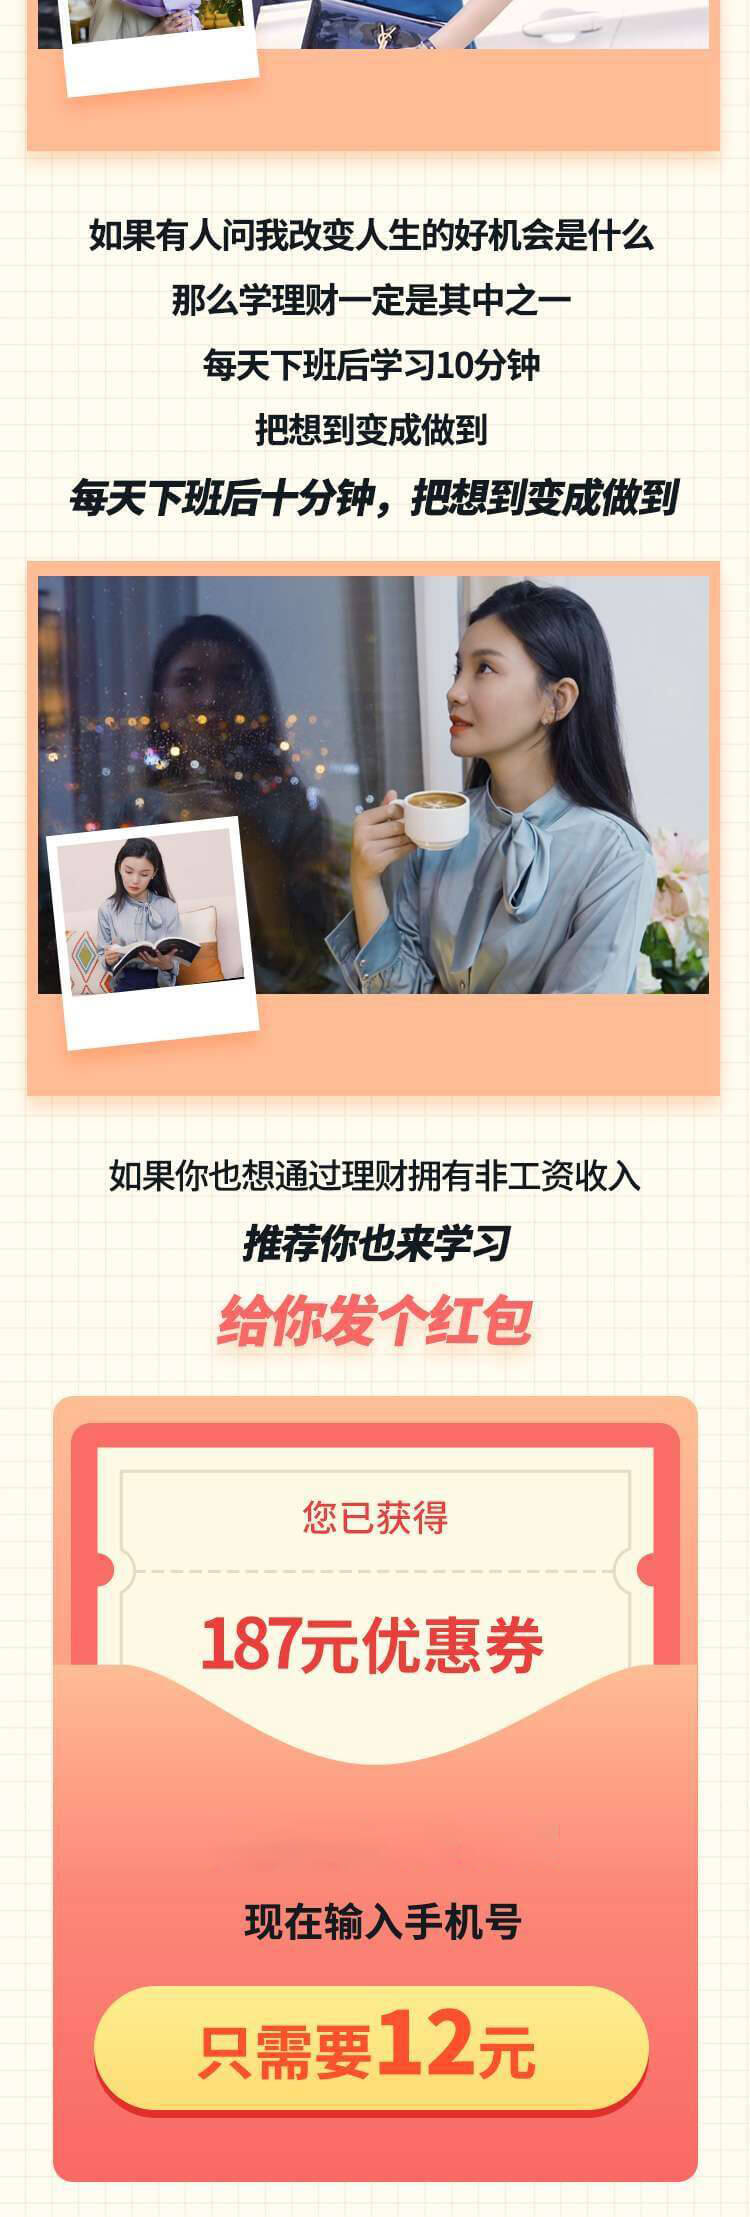 如果有人问我改变人生的好机会是什么
那么学理财一定是其中之一
每天下班后学习10分钟
把想到变成做到
每天下班后十分钟，把想到变成做到
如果你也想通过理财拥有非工资收入
推荐你也来学习
给你发个红包
您已获得
187元优惠券
现在输入手机号
只需要12元